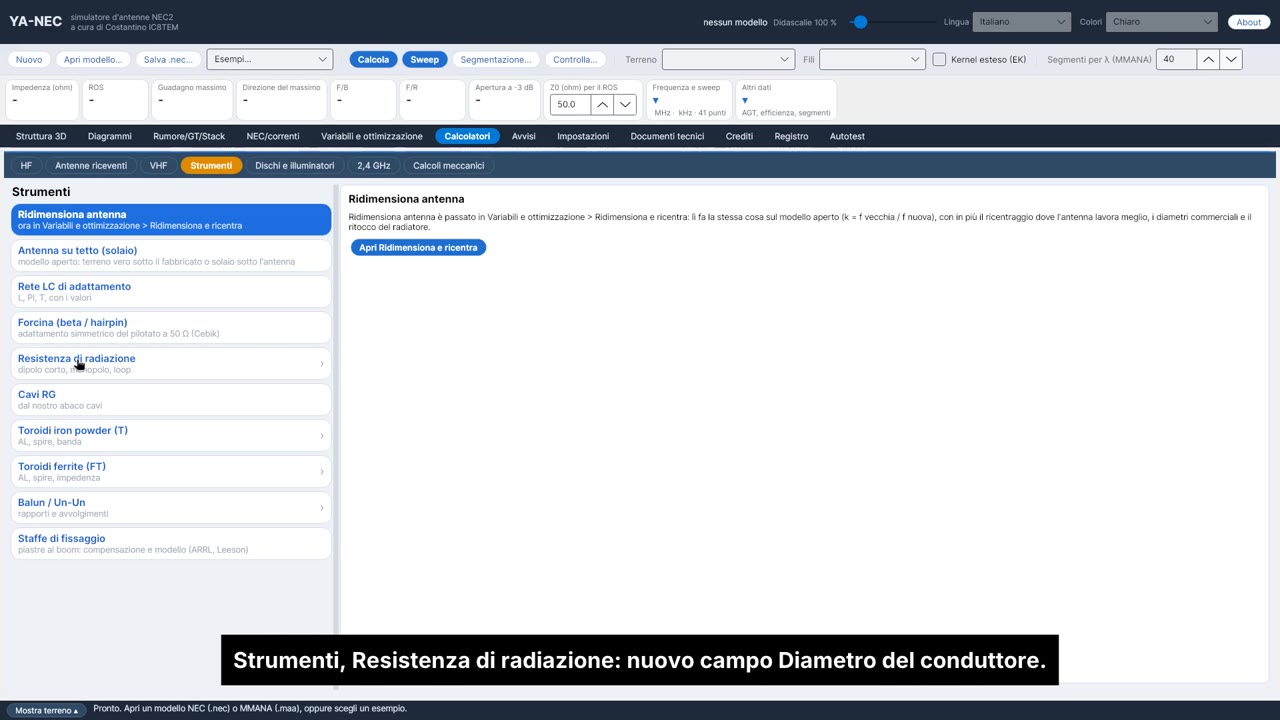 YA-NEC
simulatore d'antenne NEC2
a cura di Costantino IC8TEM
nessun modello
Didascalie 100 %
Lingua
Italiano
Colori
Chiaro
About
Nuovo
Apri modello...
Salva .nec...
Esempi...
Calcola
Sweep
Segmentazione...
Controlla...
Terreno
Fili
Kernel esteso (EK)
Segmenti per λ (MMANA)
40
Impedenza (ohm)
-
ROS
-
Guadagno massimo
-
Direzione del massimo
-
F/B
-
F/R
-
Apertura a -3 dB
-
Z0 (ohm) per il ROS
50.0
Frequenza e sweep
▼
MHz · kHz · 41 punti
Altri dati
▼
AGT, efficienza, segmenti
Struttura 3D
Diagrammi
Rumore/GT/Stack
NEC/correnti
Variabili e ottimizzazione
Calcolatori
Avvisi
Impostazioni
Documenti tecnici
Crediti
Registro
Autotest
HF
Antenne riceventi
VHF
Strumenti
Dischi e illuminatori
2,4 GHz
Calcoli meccanici
Strumenti
Ridimensiona antenna
ora in Variabili e ottimizzazione > Ridimensiona e ricentra
Antenna su tetto (solaio)
modello aperto: terreno vero sotto il fabbricato o solaio sotto l'antenna
Rete LC di adattamento
L, Pi, T, con i valori
Forcina (beta / hairpin)
adattamento simmetrico del pilotato a 50 Ω (Cebik)
Resistenza di radiazione
dipolo corto, monopolo, loop
Cavi RG
dal nostro abaco cavi
Toroidi iron powder (T)
AL, spire, banda
Toroidi ferrite (FT)
AL, spire, impedenza
Balun / Un-Un
rapporti e avvolgimenti
Staffe di fissaggio
piastre al boom: compensazione e modello (ARRL, Leeson)
Ridimensiona antenna
Ridimensiona antenna è passato in Variabili e ottimizzazione > Ridimensiona e ricentra: lì fa la stessa cosa sul modello aperto (k = f vecchia / f nuova), con in più il ricentraggio dove l'antenna lavora meglio, i diametri commerciali e il
ritocco del radiatore.
Apri Ridimensiona e ricentra
Strumenti, Resistenza di radiazione: nuovo campo Diametro del conduttore.
Mostra terreno ▴
Pronto. Apri un modello NEC (.nec) o MMANA (.maa), oppure scegli un esempio.